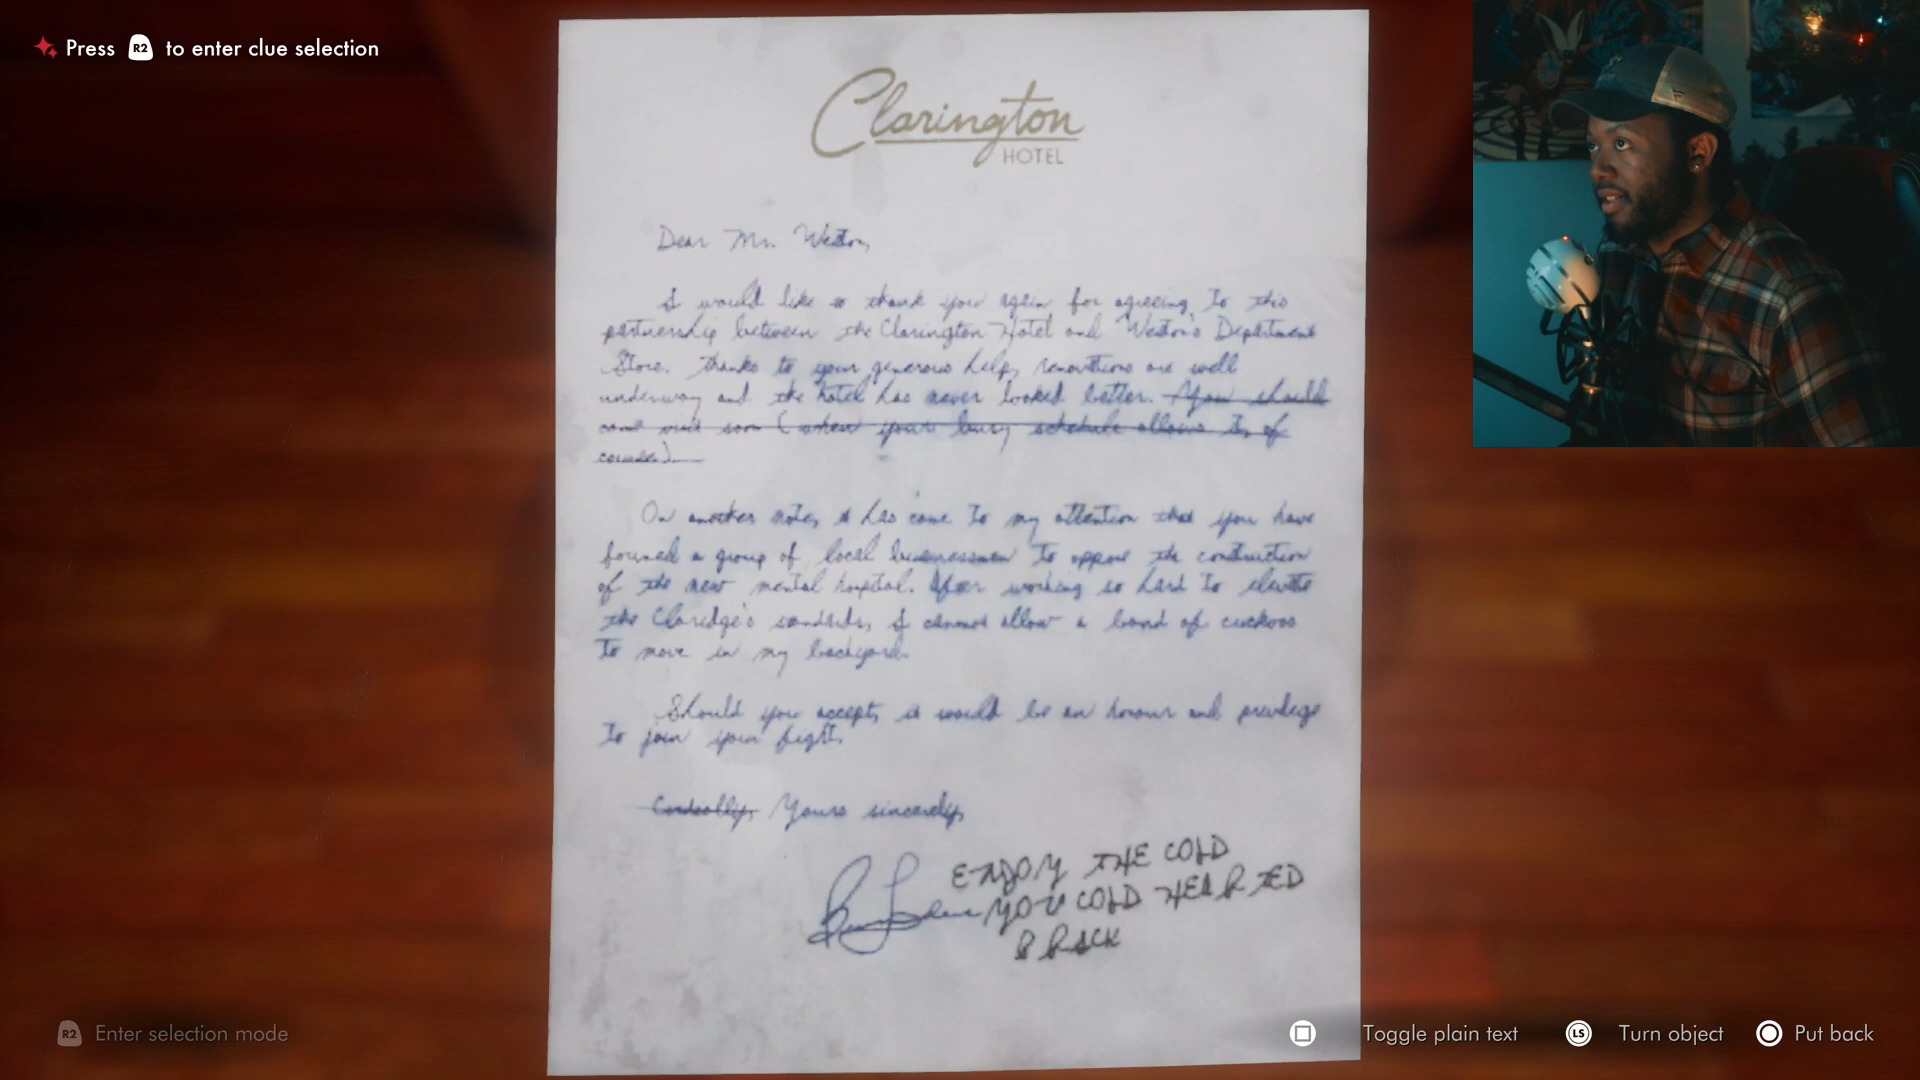 Press R2 to enter clue selection
Clarington
HOTEL
Dear Mr. Weston,
I would like to thank you again for agreeing to this
partnership between the Clarington Hotel and Weston's Department
Store. Thanks to your generous help, renovations are well
underway and the hotel has never looked better. You should
come visit soon (when your busy schedule allows it, of
course).
On another note, it has come to my attention that you have
formed a group of local businessmen to oppose the construction
of the new mental hospital. After working so hard to elevate
the Claridge's standards, I cannot allow a band of cuckoos
to move in my backyard.
Should you accept, it would be an honour and privilege
to join your fight.
Cordially, Yours sincerely,
ENJOY THE COLD
YOU COLD HEARTED
R2 Enter selection mode
Toggle plain text
LS Turn object
Put back